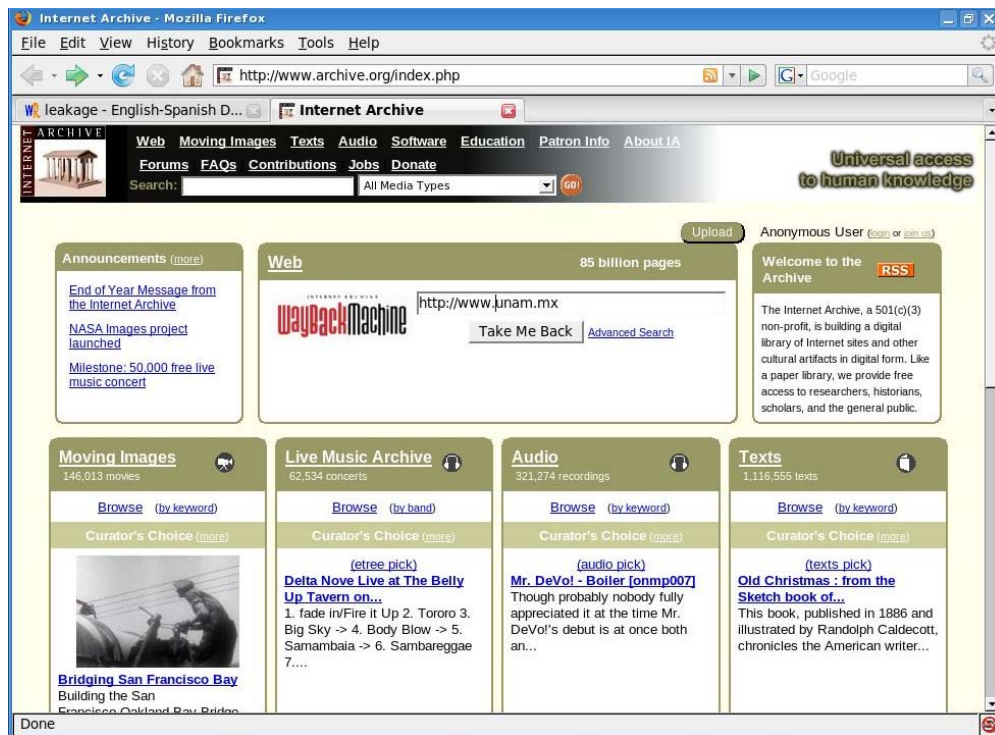 Internet Archive - Mozilla Firefox
File Edit View History Bookmarks Tools Help
http://www.archive.org/index.php
G Google
leakage - English-Spanish D...
Internet Archive
INTERNET ARCHIVE
Web Moving Images Texts Audio Software Education Patron Info About IA
Forums FAQs Contributions Jobs Donate
Search: All Media Types GO!
Universal access
to human knowledge
Upload
Anonymous User (login or join us)
Announcements (more)
End of Year Message from
the Internet Archive
NASA Images project
launched
Milestone: 50,000 free live
music concert
Web
85 billion pages
INTERNET ARCHIVE
WayBackMachine
http://www.unam.mx
Take Me Back
Advanced Search
Welcome to the
Archive
RSS
The Internet Archive, a 501(c)(3)
non-profit, is building a digital
library of Internet sites and other
cultural artifacts in digital form. Like
a paper library, we provide free
access to researchers, historians,
scholars, and the general public.
Moving Images
146,013 movies
Browse (by keyword)
Curator's Choice (more)
Bridging San Francisco Bay
Building the San
Francisco Oakland Bay Bridge
Live Music Archive
62,534 concerts
Browse (by band)
Curator's Choice (more)
(etree pick)
Delta Nove Live at The Belly
Up Tavern on...
1. fade in/Fire it Up 2. Tororo 3.
Big Sky -> 4. Body Blow -> 5.
Samambaia -> 6. Sambareggae
7....
Audio
321,274 recordings
Browse (by keyword)
Curator's Choice (more)
(audio pick)
Mr. DeVo! - Boiler [onmp007]
Though probably nobody fully
appreciated it at the time Mr.
DeVo!'s debut is at once both
an...
Texts
1,116,555 texts
Browse (by keyword)
Curator's Choice (more)
(texts pick)
Old Christmas : from the
Sketch book of...
This book, published in 1886 and
illustrated by Randolph Caldecott,
chronicles the American writer...
Done